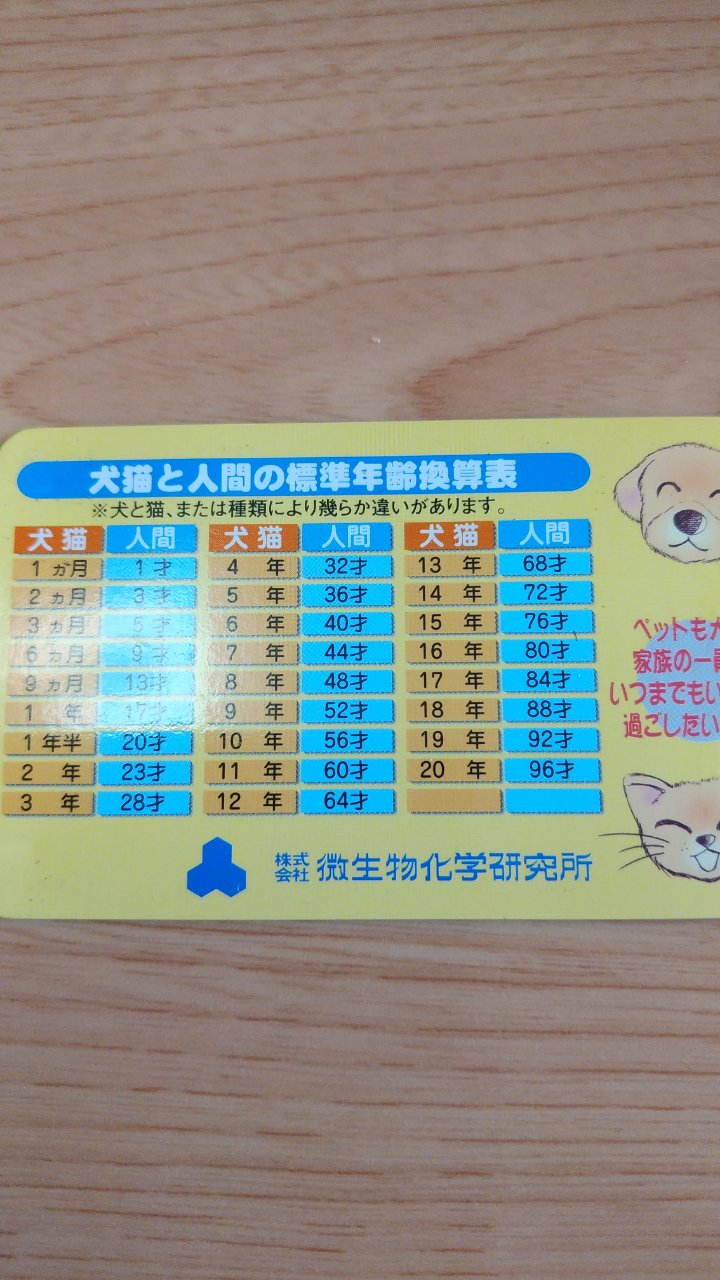 犬猫と人間の標準年齢換算表
※犬と猫、または種類により幾らか違いがあります。
犬 猫 人間 犬 猫 人間 犬 猫 人間
1 ヵ月 1 才 4 年 32才 13 年 68才
2 ヵ月 3 才 5 年 36才 14 年 72才
3 ヵ月 5 才 6 年 40才 15 年 76才
6 ヵ月 9 才 7 年 44才 16 年 80才
9 ヵ月 13才 8 年 48才 17 年 84才
1 年 17才 9 年 52才 18 年 88才
1 年半 20才 10 年 56才 19 年 92才
2 年 23才 11 年 60才 20 年 96才
3 年 28才 12 年 64才
株式会社 微生物化学研究所
ペットもか
家族の一
いつまでもい
過ごしたい